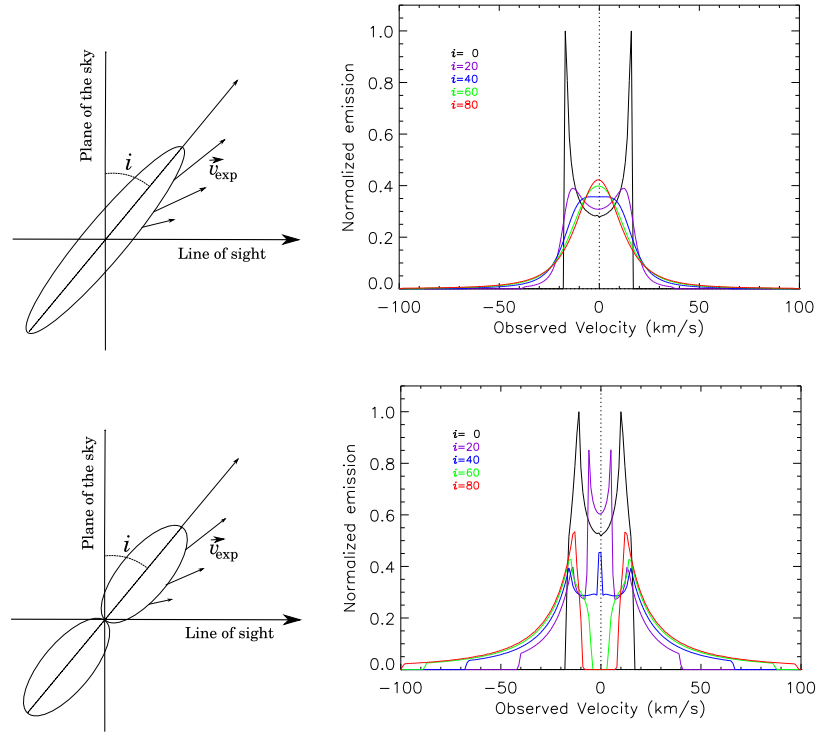 Plane of the sky
i
v exp
Line of sight
Normalized emission
1.0
0.8
0.6
0.4
0.2
0.0
i= 0
i=20
i=40
i=60
i=80
−100
−50
0
50
100
Observed Velocity (km/s)
Plane of the sky
i
v exp
Line of sight
Normalized emission
1.0
0.8
0.6
0.4
0.2
0.0
i= 0
i=20
i=40
i=60
i=80
−100
−50
0
50
100
Observed Velocity (km/s)